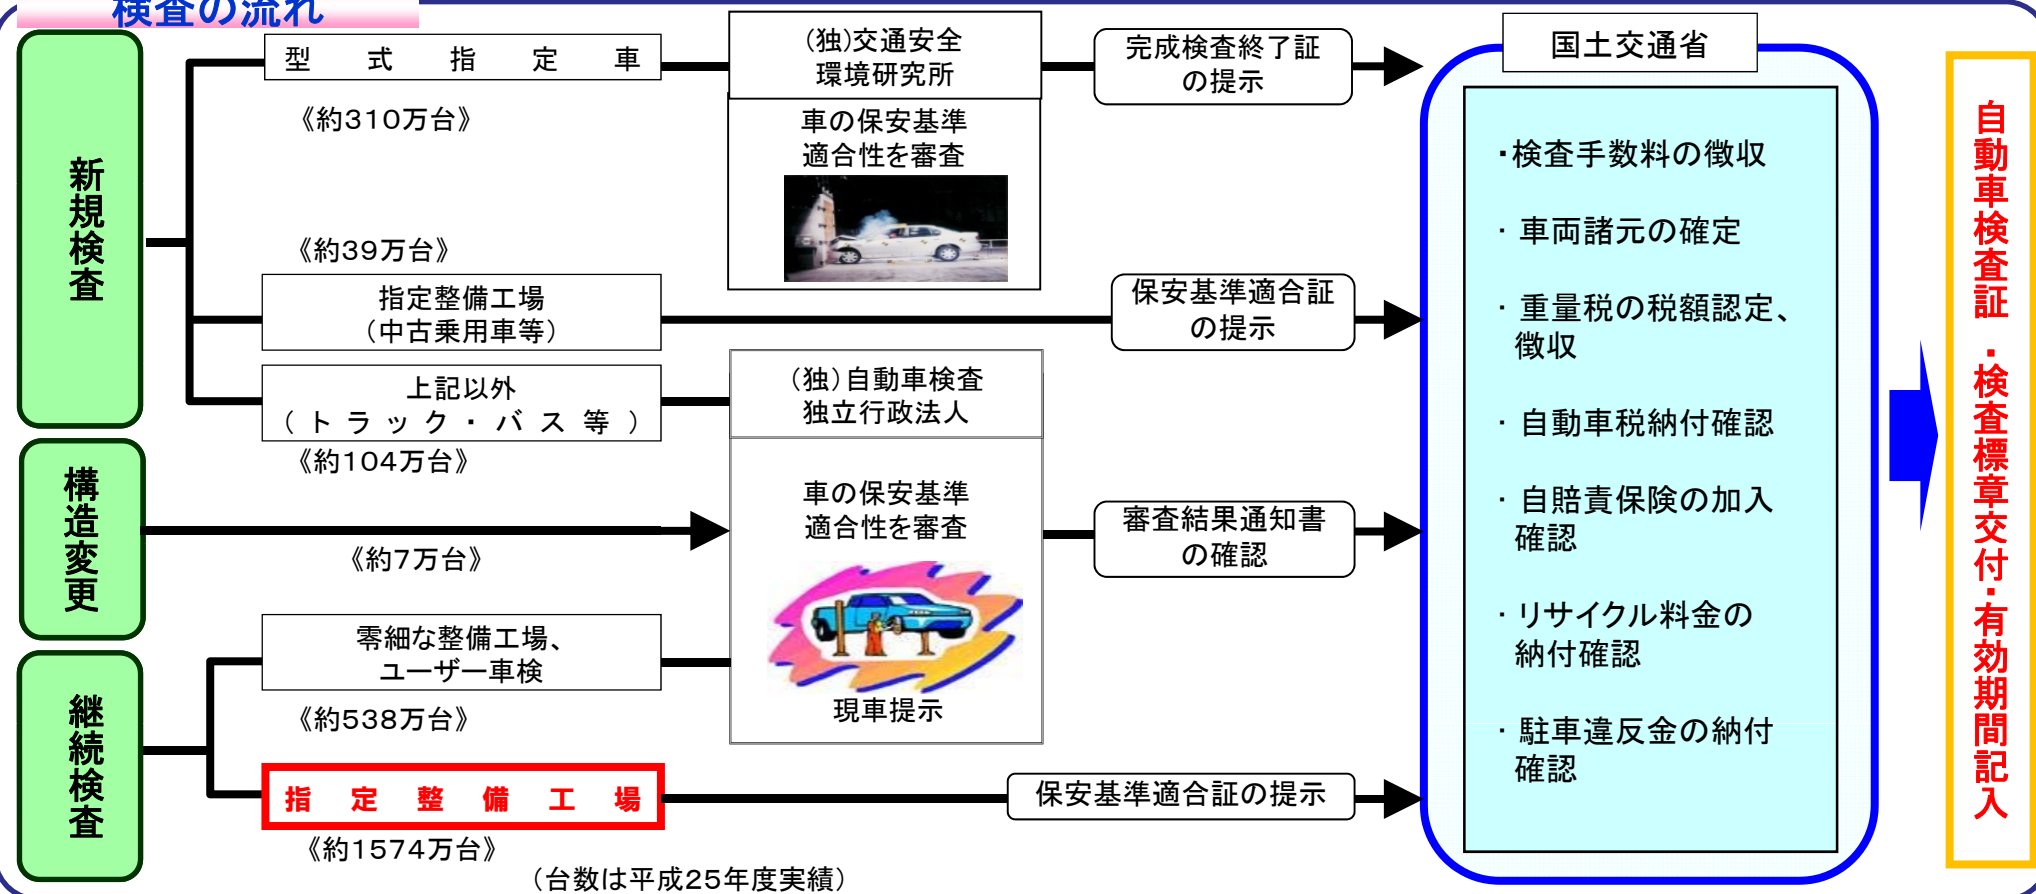 検査の流れ
新規検査
型式指定車
《約310万台》
(独)交通安全
環境研究所
車の保安基準
適合性を審査
完成検査終了証
の提示
《約39万台》
指定整備工場
(中古乗用車等)
保安基準適合証
の提示
上記以外
(トラック・バス等)
《約104万台》
(独)自動車検査
独立行政法人
車の保安基準
適合性を審査
現車提示
構造変更
《約7万台》
審査結果通知書
の確認
継続検査
零細な整備工場、
ユーザー車検
《約538万台》
指定整備工場
《約1574万台》
保安基準適合証の提示
(台数は平成25年度実績)
国土交通省
・検査手数料の徴収
・車両諸元の確定
・重量税の税額認定、
徴収
・自動車税納付確認
・自賠責保険の加入
確認
・リサイクル料金の
納付確認
・駐車違反金の納付
確認
自動車検査証・検査標章交付・有効期間記入